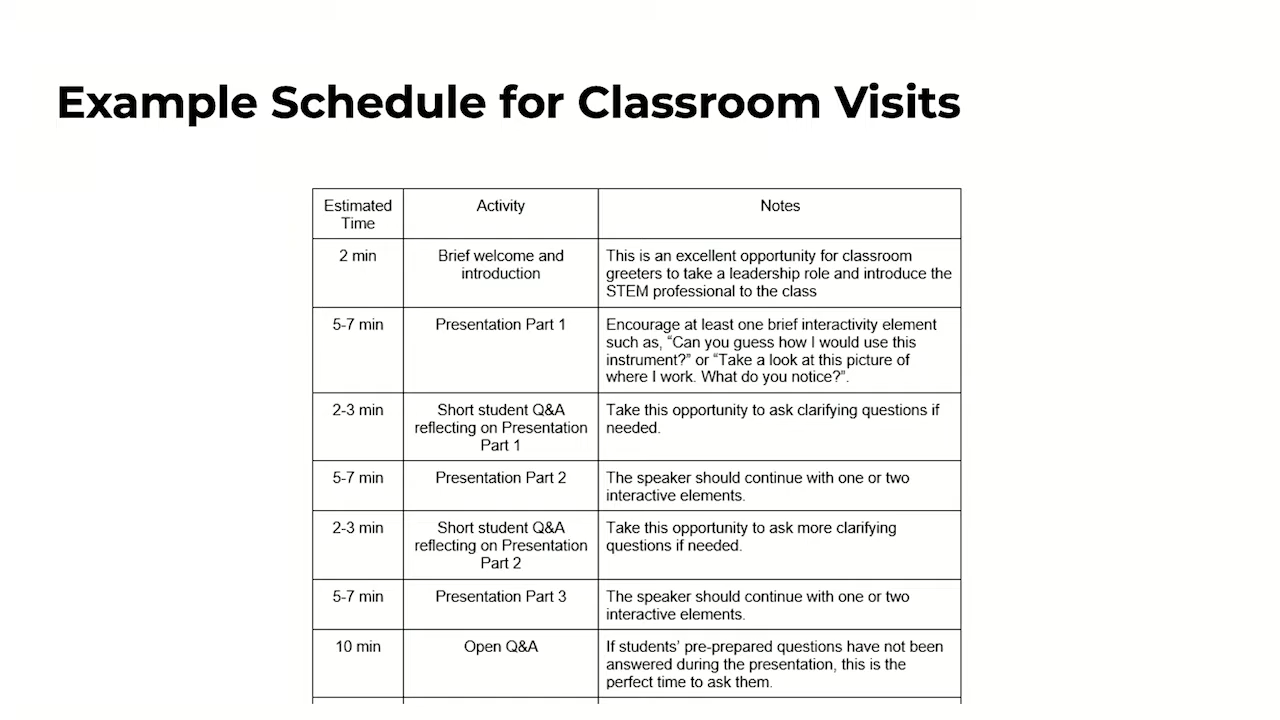 Example Schedule for Classroom Visits
Estimated
Time
Activity
Notes
2 min
Brief welcome and
introduction
This is an excellent opportunity for classroom
greeters to take a leadership role and introduce the
STEM professional to the class
5-7 min
Presentation Part 1
Encourage at least one brief interactivity element
such as, “Can you guess how I would use this
instrument?” or “Take a look at this picture of
where I work. What do you notice?”.
2-3 min
Short student Q&A
reflecting on Presentation
Part 1
Take this opportunity to ask clarifying questions if
needed.
5-7 min
Presentation Part 2
The speaker should continue with one or two
interactive elements.
2-3 min
Short student Q&A
reflecting on Presentation
Part 2
Take this opportunity to ask more clarifying
questions if needed.
5-7 min
Presentation Part 3
The speaker should continue with one or two
interactive elements.
10 min
Open Q&A
If students’ pre-prepared questions have not been
answered during the presentation, this is the
perfect time to ask them.